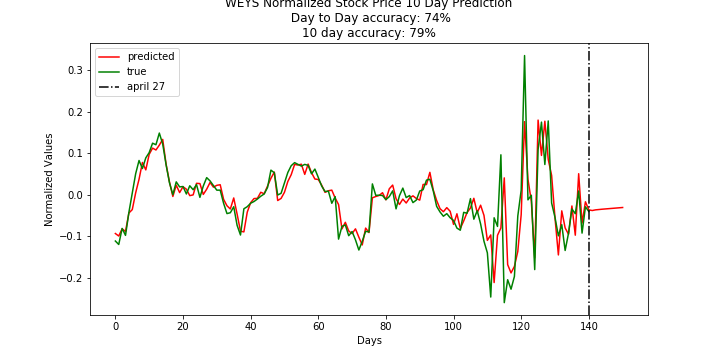 WEYS Normalized Stock Price 10 Day Prediction
Day to Day accuracy: 74%
10 day accuracy: 79%
predicted
true
april 27
Normalized Values
0.3
0.2
0.1
0.0
−0.1
−0.2
0 20 40 60 80 100 120 140
Days